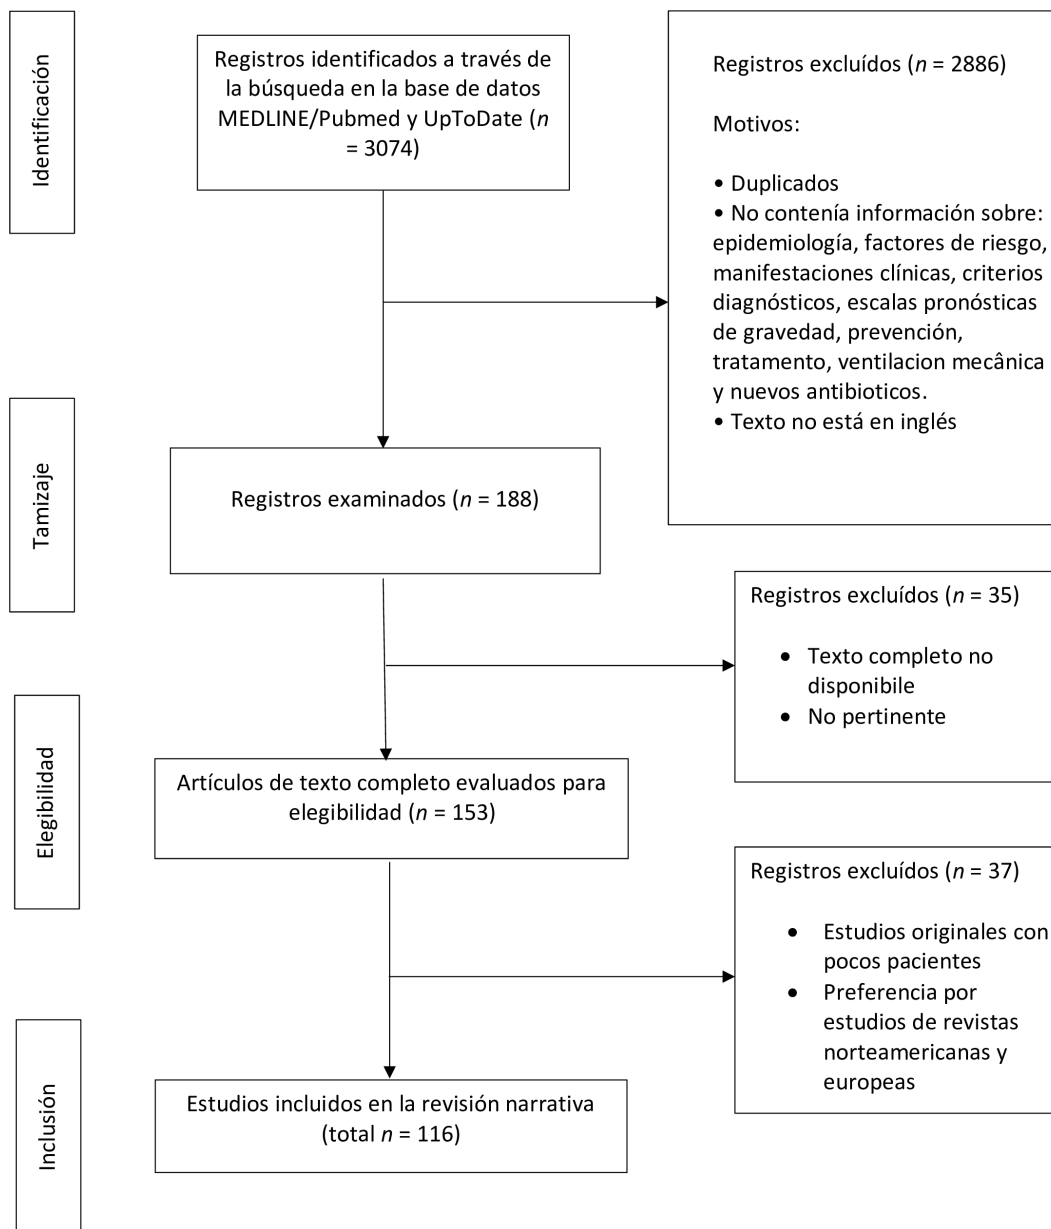 Identificación
Registros identificados a través de
la búsqueda en la base de datos
MEDLINE/Pubmed y UpToDate (n
= 3074)
Registros excluídos (n = 2886)
Motivos:
• Duplicados
• No contenía información sobre:
epidemiología, factores de riesgo,
manifestaciones clínicas, criterios
diagnósticos, escalas pronósticas
de gravedad, prevención,
tratamiento, ventilacion mecânica
y nuevos antibioticos.
• Texto no está en inglés
Tamizaje
Registros examinados (n = 188)
Registros excluídos (n = 35)
• Texto completo no
disponibile
• No pertinente
Elegibilidad
Artículos de texto completo evaluados para
elegibilidad (n = 153)
Registros excluídos (n = 37)
• Estudios originales con
pocos pacientes
• Preferencia por
estudios de revistas
norteamericanas y
europeas
Inclusión
Estudios incluidos en la revisión narrativa
(total n = 116)